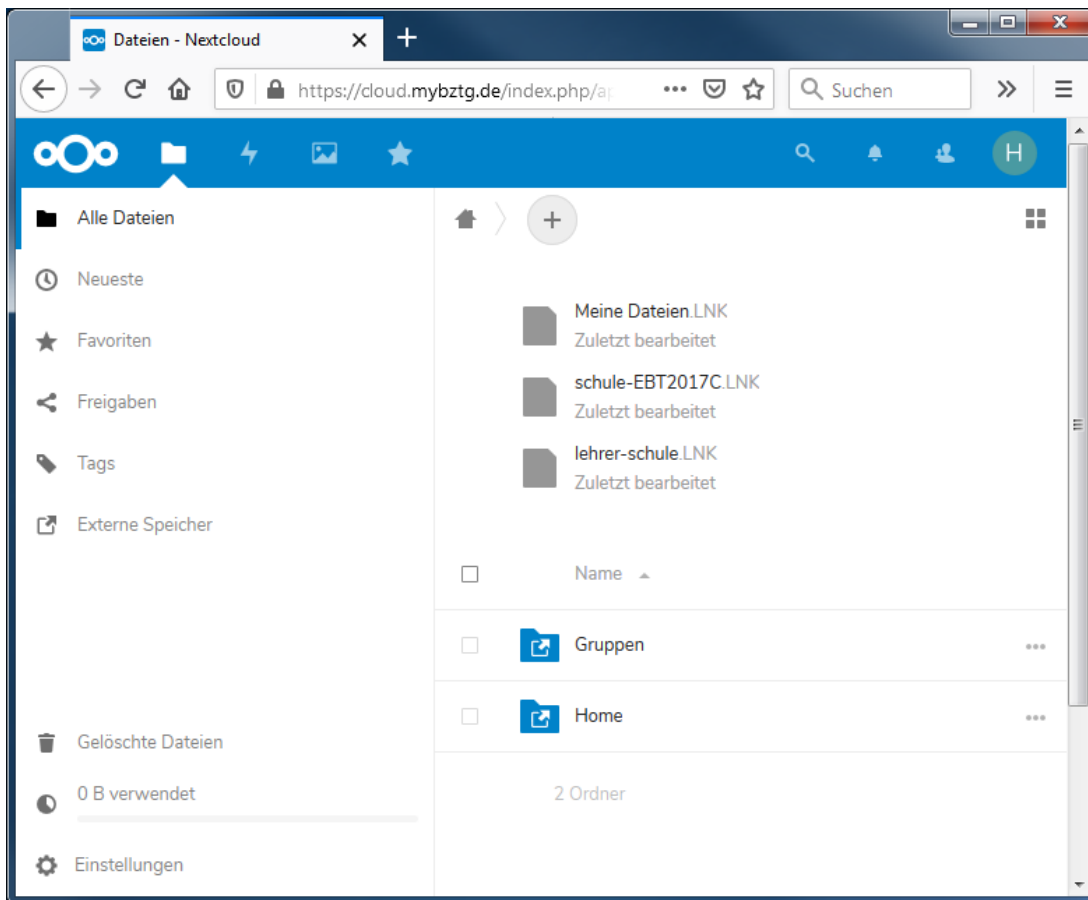 Dateien - Nextcloud
https://cloud.mybztg.de/index.php/ap
Suchen
H
Alle Dateien
Neueste
Favoriten
Freigaben
Tags
Externe Speicher
Gelöschte Dateien
0 B verwendet
Einstellungen
Meine Dateien.LNK
Zuletzt bearbeitet
schule-EBT2017C.LNK
Zuletzt bearbeitet
lehrer-schule.LNK
Zuletzt bearbeitet
Name
Gruppen
Home
2 Ordner